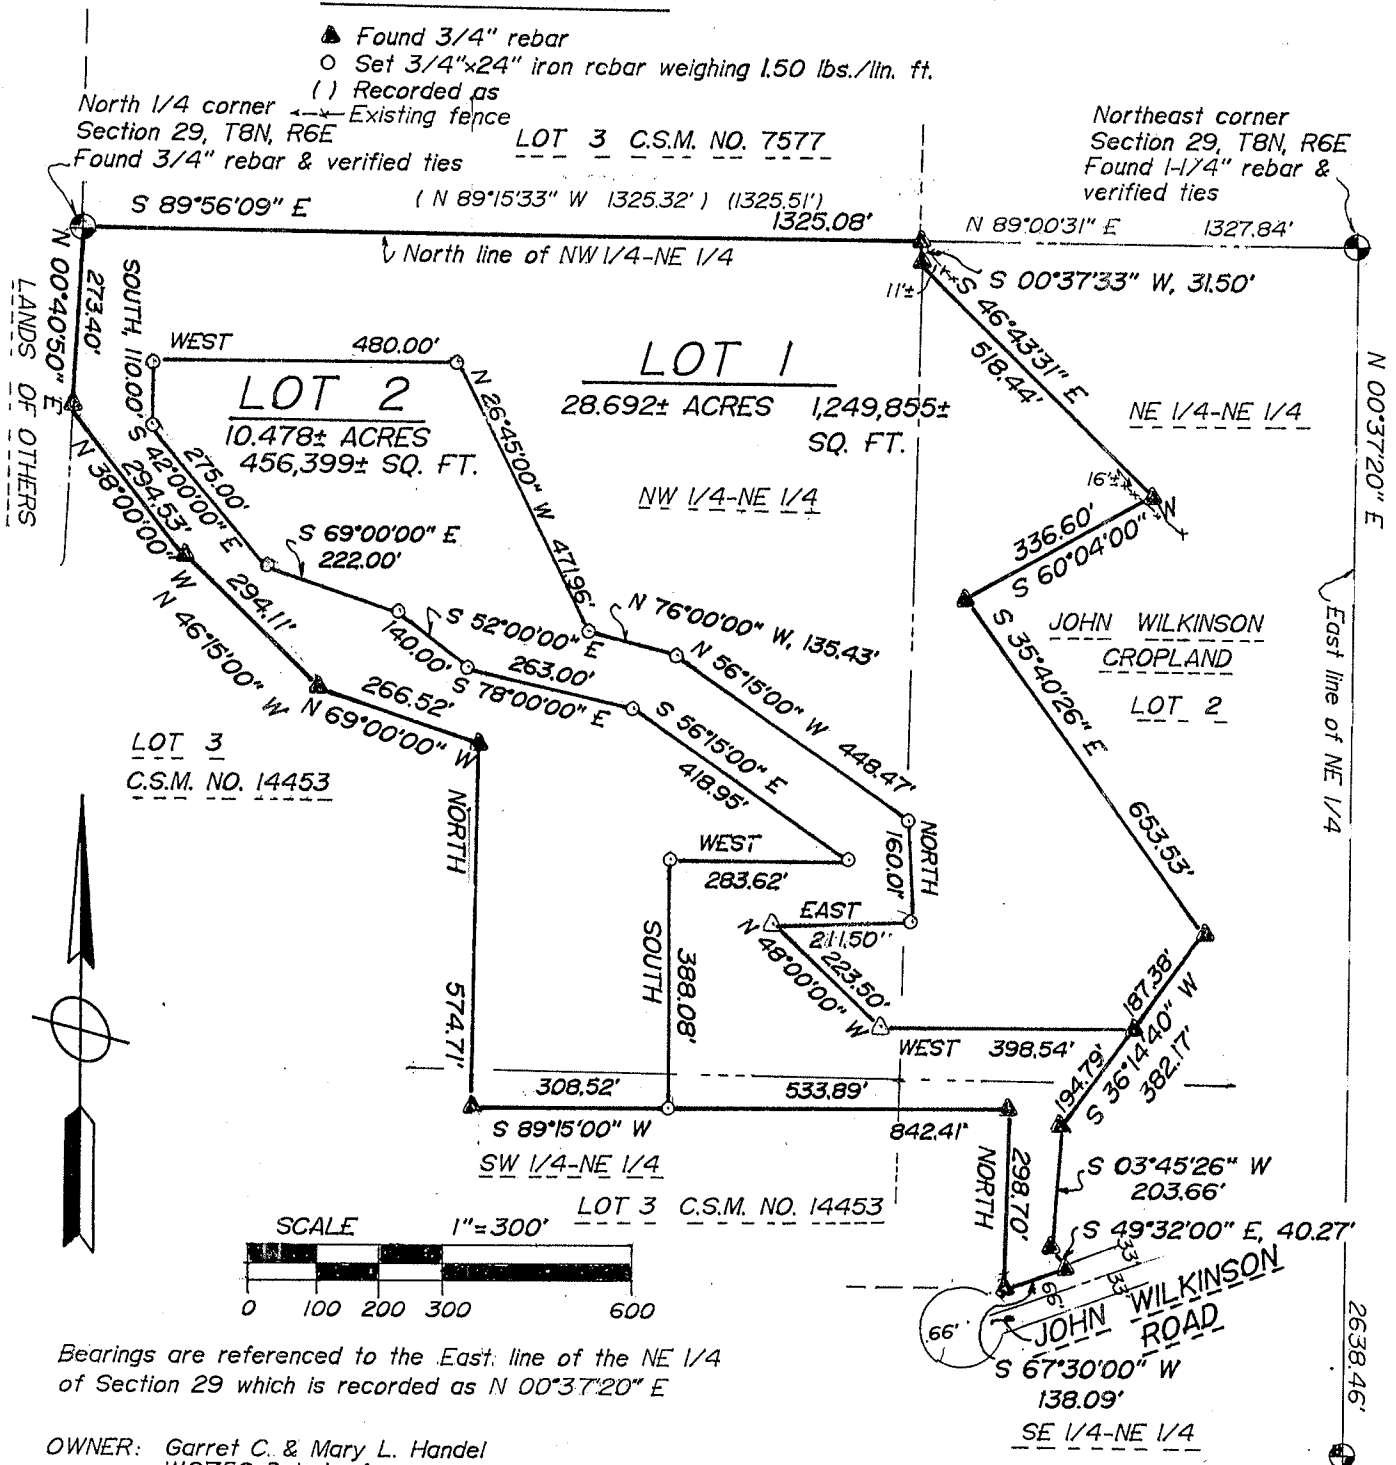 Found 3/4" rebar
Set 3/4"x24" iron rebar weighing 1.50 lbs./lin. ft.
( ) Recorded as
Existing fence
North 1/4 corner
Section 29, T8N, R6E
Found 3/4" rebar & verified ties
LOT 3 C.S.M. NO. 7577
Northeast corner
Section 29, T8N, R6E
Found 1-1/4" rebar &
verified ties
S 89°56'09" E
( N 89°15'33" W 1325.32' ) (1325.51')
1325.08'
N 89°00'31" E 1327.84'
North line of NW 1/4-NE 1/4
S 00°37'33" W, 31.50'
11'±
S 46°43'31" E
518.44'
N 00°40'50" E
273.40'
LANDS OF OTHERS
SOUTH, 110.00'
WEST 480.00'
LOT 2
10.478± ACRES
456,399± SQ. FT.
LOT 1
28.692± ACRES 1,249,855±
SQ. FT.
NE 1/4-NE 1/4
NW 1/4-NE 1/4
N 00°37'20" E
East line of NE 1/4
2638.46'
16'±
N 26°45'00" W 471.96'
275.00'
S 42°00'00" E
294.53'
N 38°00'00" W
S 69°00'00" E
222.00'
336.60'
S 60°04'00" W
294.11'
N 46°15'00" W
S 52°00'00" E
140.00'
N 76°00'00" W, 135.43'
263.00'
S 78°00'00" E
N 56°15'00" W 448.47'
JOHN WILKINSON
CROPLAND
LOT 2
S 35°40'26" E
653.53'
266.52'
N 69°00'00" W
S 56°15'00" E
418.95'
LOT 3
C.S.M. NO. 14453
NORTH
574.71'
WEST
283.62'
NORTH
160.01'
EAST
211.50''
223.50'
N 48°00'00" W
SOUTH
388.08'
187.38'
S 36°14'40" W
382.17'
194.79'
WEST 398.54'
308.52'
533.89'
S 89°15'00" W
842.41'
SW 1/4-NE 1/4
LOT 3 C.S.M. NO. 14453
NORTH
298.70'
S 03°45'26" W
203.66'
S 49°32'00" E, 40.27'
33'
33'
66'
66'
JOHN WILKINSON
ROAD
S 67°30'00" W
138.09'
SE 1/4-NE 1/4
SCALE 1"=300'
0 100 200 300 600
Bearings are referenced to the East line of the NE 1/4
of Section 29 which is recorded as N 00°37'20" E
OWNER: Garret C. & Mary L. Handel